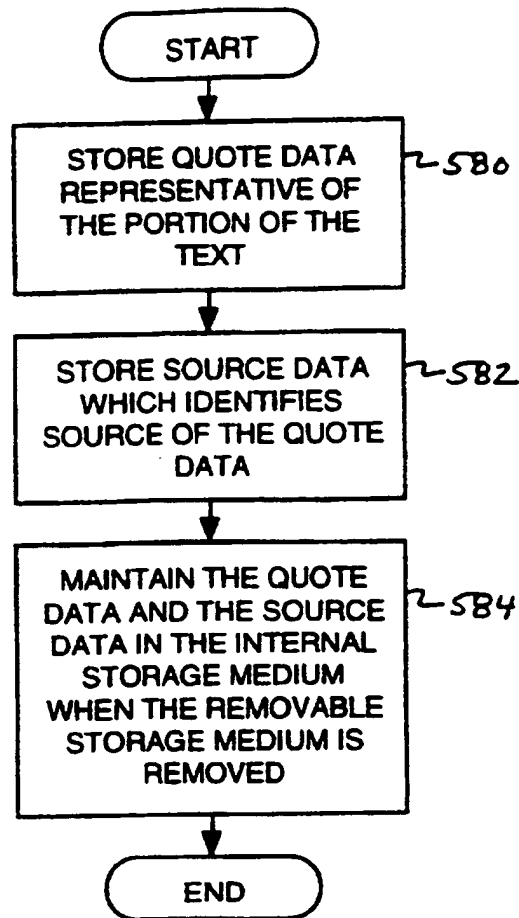 START
STORE QUOTE DATA
580
REPRESENTATIVE OF
THE PORTION OF THE
TEXT
STORE SOURCE DATA
582
WHICH IDENTIFIES
SOURCE OF THE QUOTE
DATA
MAINTAIN THE QUOTE
584
DATA AND THE SOURCE
DATA IN THE INTERNAL
STORAGE MEDIUM
WHEN THE REMOVABLE
STORAGE MEDIUM IS
REMOVED
END